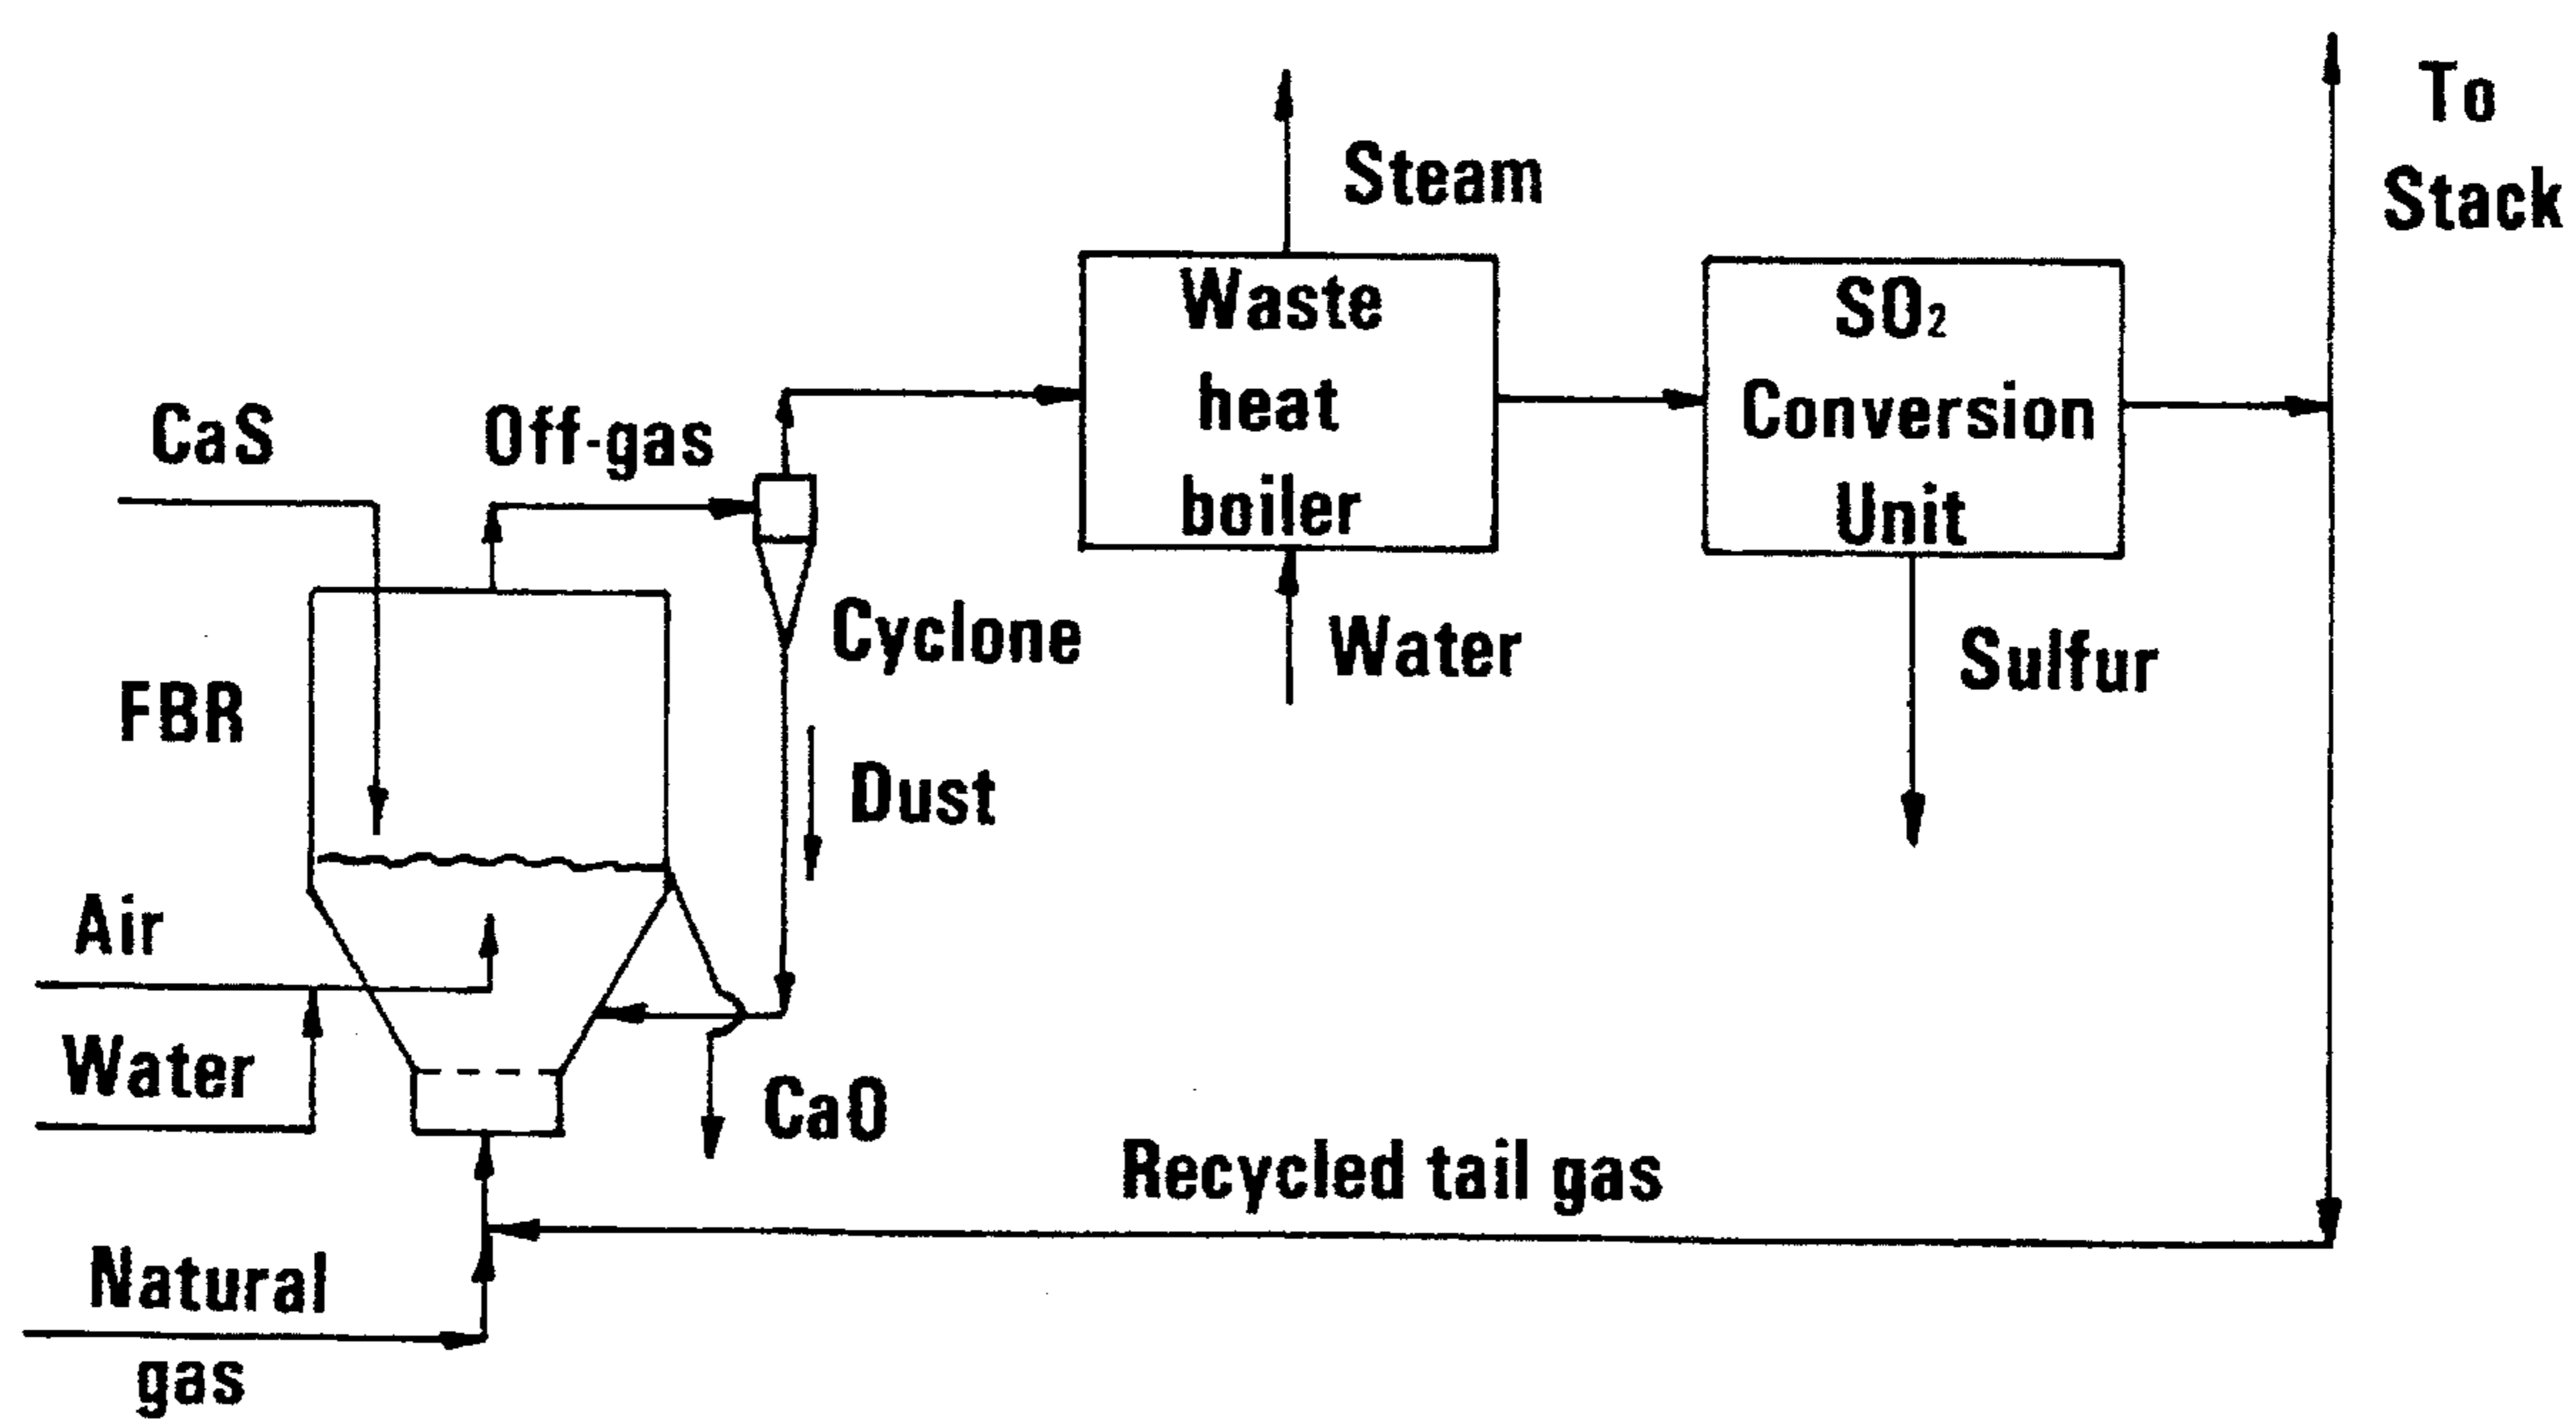 To
Stack
Steam
Waste
heat
boiler
SO₂
Conversion
Unit
CaS
Off-gas
Cyclone
Water
Sulfur
FBR
Dust
Air
Water
CaO
Recycled tail gas
Natural
gas